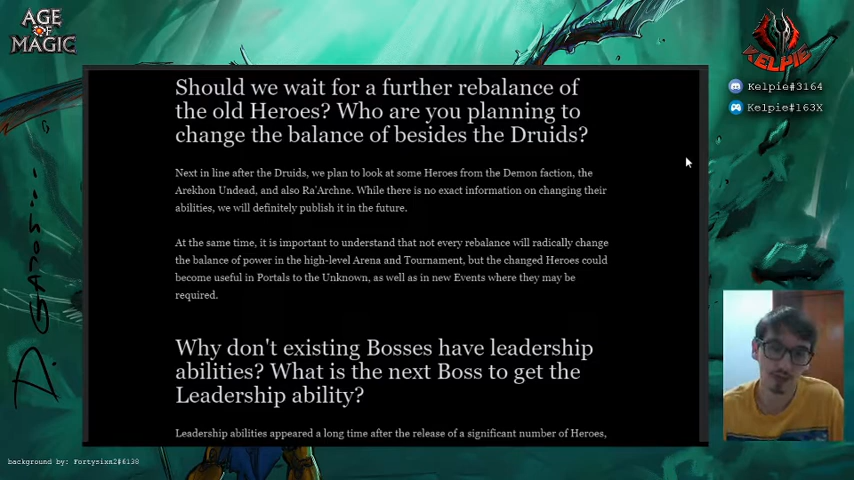 AGE
OF
MAGIC
KELPIE
Kelpie#3164
Kelpie#163X
Should we wait for a further rebalance of
the old Heroes? Who are you planning to
change the balance of besides the Druids?
Next in line after the Druids, we plan to look at some Heroes from the Demon faction, the
Arekhon Undead, and also Ra'Archne. While there is no exact information on changing their
abilities, we will definitely publish it in the future.
At the same time, it is important to understand that not every rebalance will radically change
the balance of power in the high-level Arena and Tournament, but the changed Heroes could
become useful in Portals to the Unknown, as well as in new Events where they may be
required.
Why don't existing Bosses have leadership
abilities? What is the next Boss to get the
Leadership ability?
Leadership abilities appeared a long time after the release of a significant number of Heroes,
background by: Fortysixn2#6138